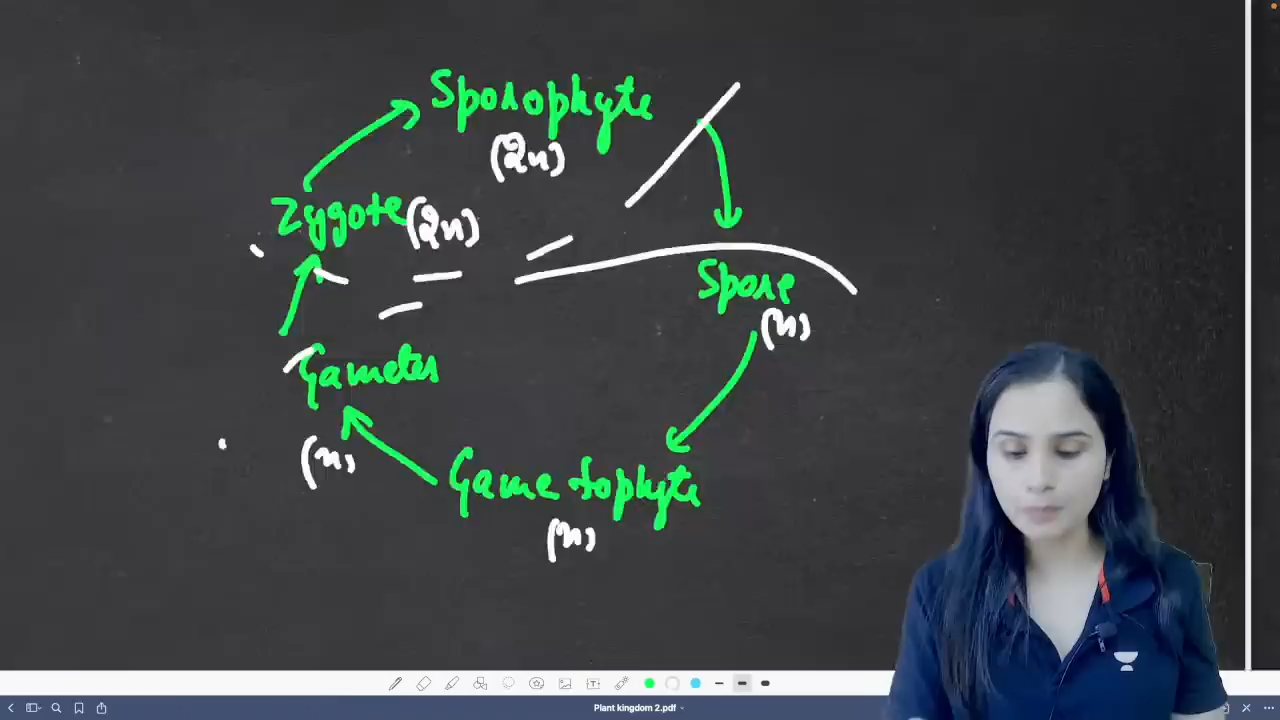 Sporophyte
(2n)
Zygote (2n)
Spore
(n)
Gametes
(n)
Gametophyte
(n)
Plant kingdom 2.pdf